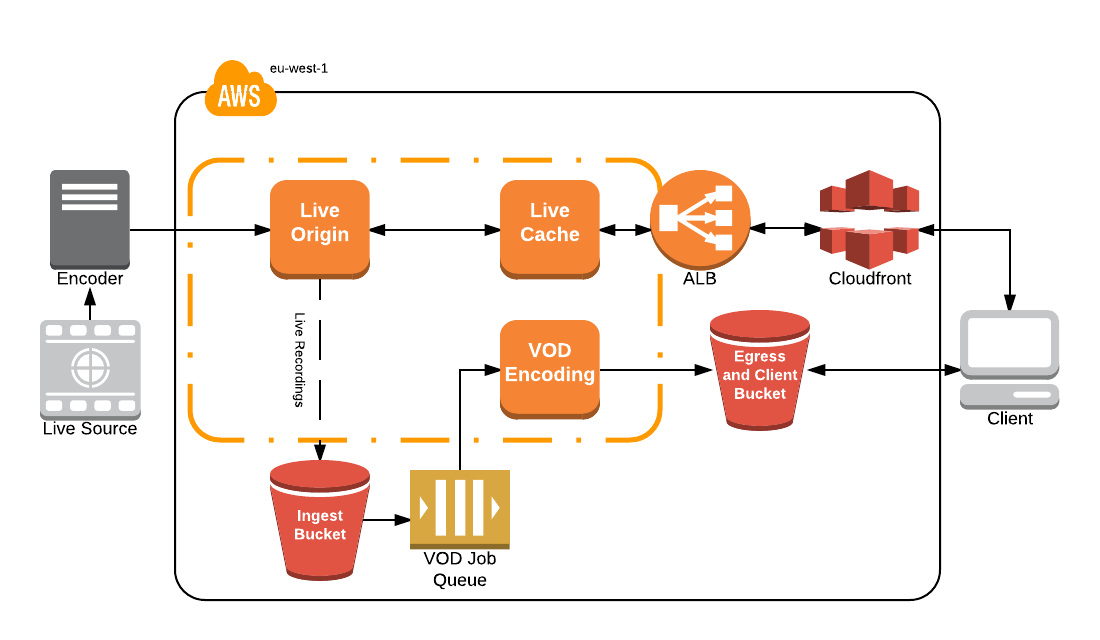 eu-west-1
AWS
Live
Origin
Live
Cache
Encoder
ALB
Cloudfront
Live Recordings
VOD
Encoding
Egress
and Client
Bucket
Live Source
Client
Ingest
Bucket
VOD Job
Queue